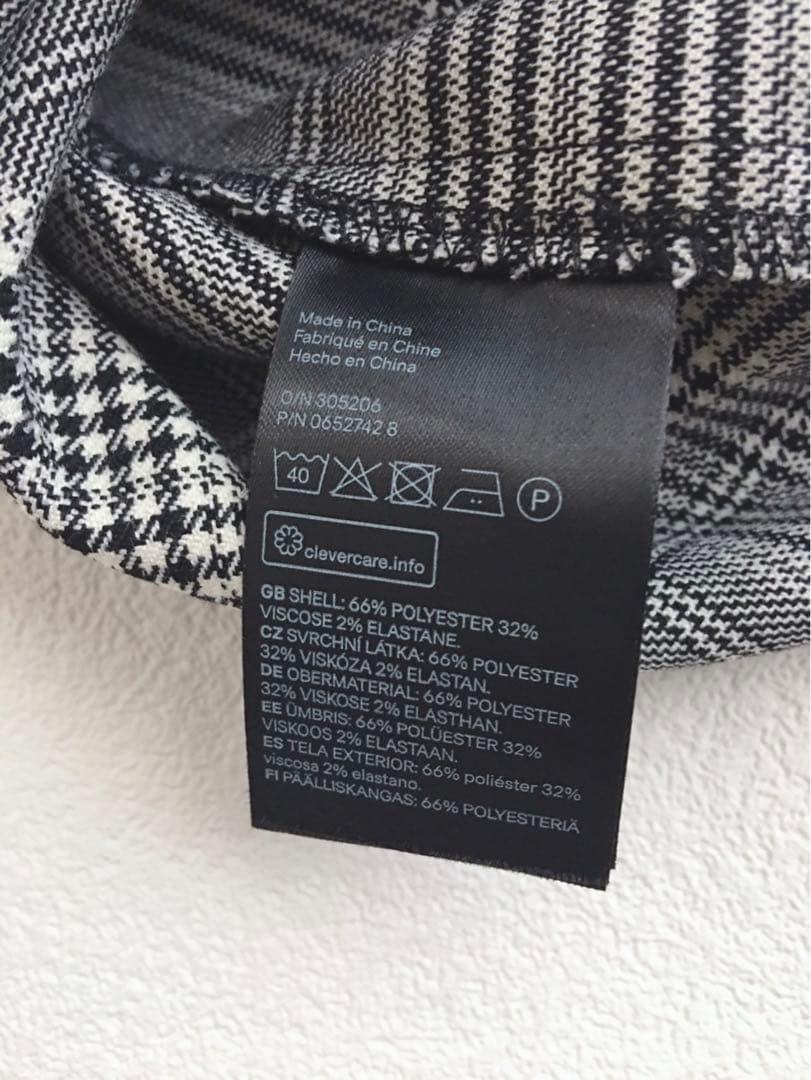 Made in China
Fabriqué en Chine
Hecho en China
O/N 305206
P/N 0652742 8
40
P
clevercare.info
GB SHELL: 66% POLYESTER 32%
VISCOSE 2% ELASTANE.
CZ SVRCHNÍ LÁTKA: 66% POLYESTER
32% VISKÓZA 2% ELASTAN.
DE OBERMATERIAL: 66% POLYESTER
32% VISKOSE 2% ELASTHAN.
EE ÜMBRIS: 66% POLÜESTER 32%
VISKOOS 2% ELASTAAN.
ES TELA EXTERIOR: 66% poliéster 32%
viscosa 2% elastano.
FI PÄÄLLISKANGAS: 66% POLYESTERIÄ